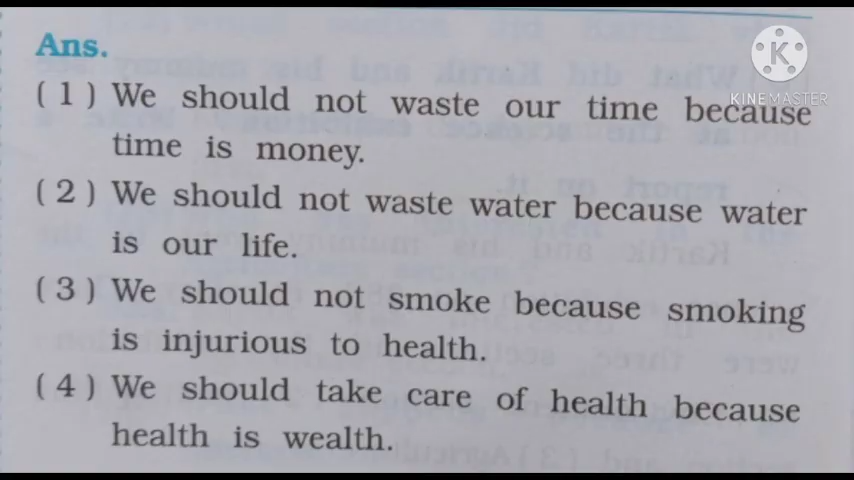 Ans.
K
KINEMASTER
( 1 ) We should not waste our time because
time is money.
( 2 ) We should not waste water because water
is our life.
( 3 ) We should not smoke because smoking
is injurious to health.
( 4 ) We should take care of health because
health is wealth.